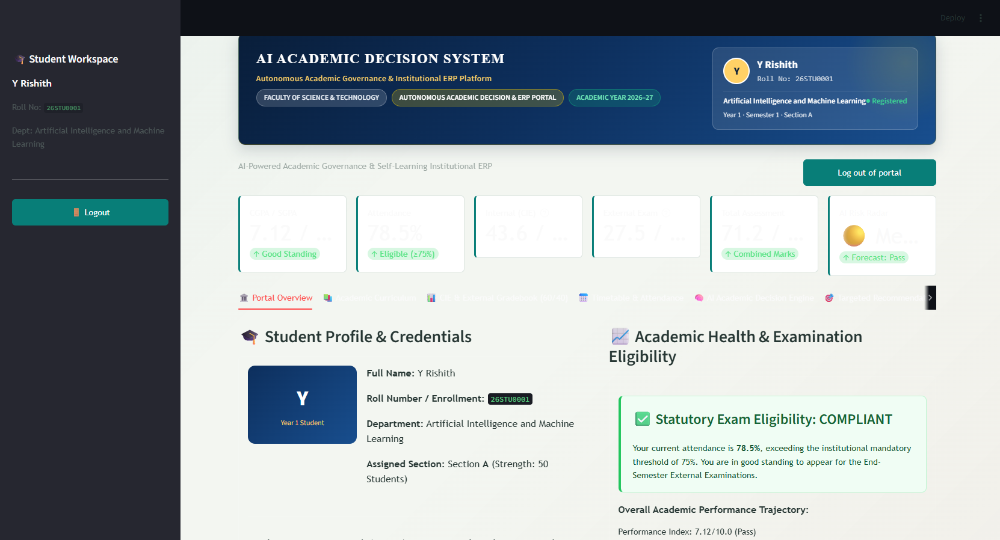 Deploy
Student Workspace
Y Rishith
Roll No: 26STU0001
Dept: Artificial Intelligence and Machine
Learning
Logout
AI ACADEMIC DECISION SYSTEM
Autonomous Academic Governance & Institutional ERP Platform
FACULTY OF SCIENCE & TECHNOLOGY
AUTONOMOUS ACADEMIC DECISION & ERP PORTAL
ACADEMIC YEAR 2026–27
Y
Y Rishith
Roll No: 26STU0001
Artificial Intelligence and Machine Learning● Registered
Year 1 · Semester 1 · Section A
AI-Powered Academic Governance & Self-Learning Institutional ERP
Log out of portal
CGPA / SGPA
7.12 / ...
↑ Good Standing
Attendance
78.5%
↑ Eligible (≥75%)
Internal (CIE)
43.6 / ...
External Exam
27.5 / ...
Total Assessment
71.2 / ...
↑ Combined Marks
AI Risk Radar
Me...
↑ Forecast: Pass
Portal Overview
Academic Curriculum
CIE & External Gradebook (60/40)
Timetable & Attendance
AI Academic Decision Engine
Targeted Recommenda
Student Profile & Credentials
Y
Year 1 Student
Full Name: Y Rishith
Roll Number / Enrollment: 26STU0001
Department: Artificial Intelligence and Machine
Learning
Assigned Section: Section A (Strength: 50
Students)
Academic Health & Examination
Eligibility
Statutory Exam Eligibility: COMPLIANT
Your current attendance is 78.5%, exceeding the institutional mandatory
threshold of 75%. You are in good standing to appear for the End-
Semester External Examinations.
Overall Academic Performance Trajectory:
Performance Index: 7.12/10.0 (Pass)